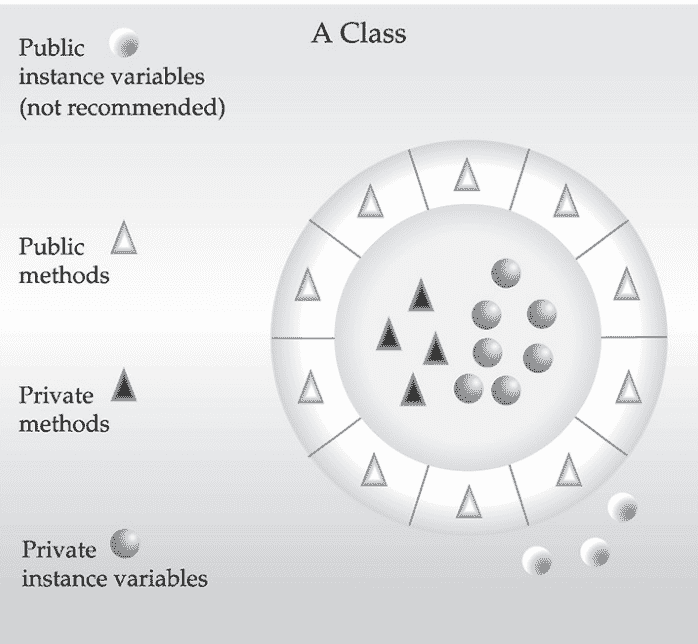 A Class
Public
instance variables
(not recommended)
Public
methods
Private
methods
Private
instance variables